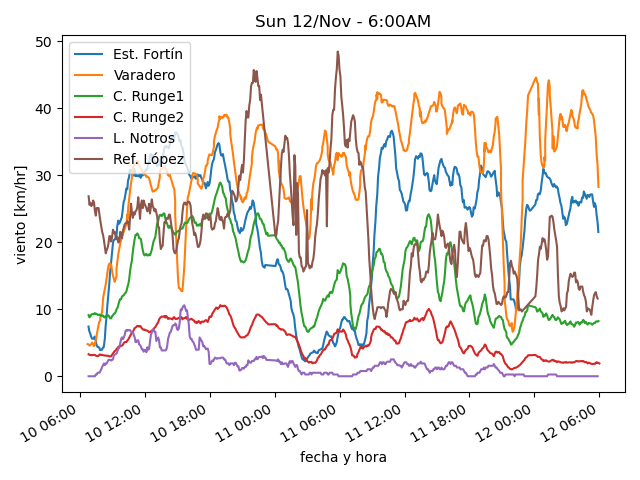 Sun 12/Nov - 6:00AM
50
40
30
20
10
0
viento [km/hr]
Est. Fortín
Varadero
C. Runge1
C. Runge2
L. Notros
Ref. López
10 06:00
10 12:00
10 18:00
11 00:00
11 06:00
11 12:00
11 18:00
12 00:00
12 06:00
fecha y hora